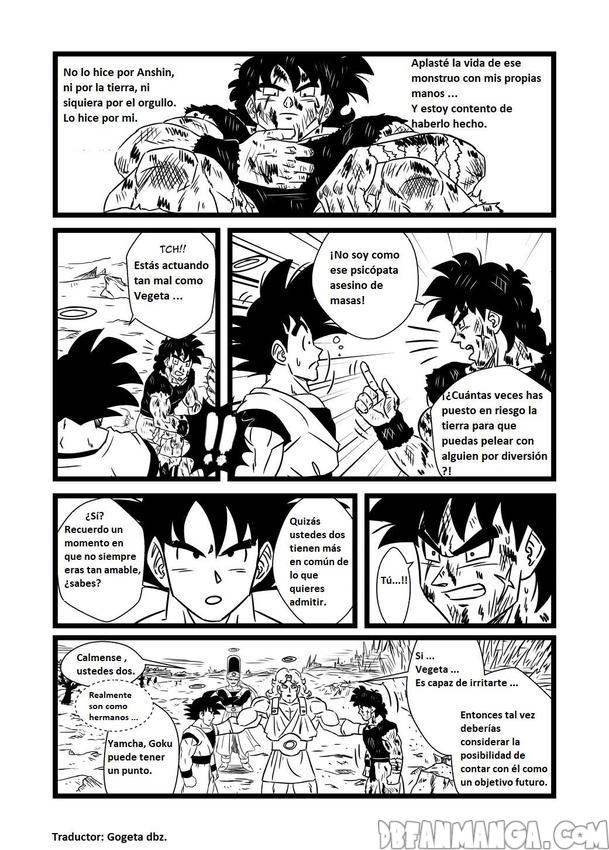 No lo hice por Anshin,
ni por la tierra, ni
siquiera por el orgullo.
Lo hice por mi.
Aplasté la vida de ese
monstruo con mis propias
manos ...
Y estoy contento de
haberlo hecho.
TCH!!
Estás actuando
tan mal como
Vegeta ...
!!
¡No soy como
ese psicópata
asesino de
masas!
¡¿Cuántas veces has
puesto en riesgo la
tierra para que
puedas pelear con
alguien por diversión
?!
¿Sí?
Recuerdo un
momento en
que no siempre
eras tan amable,
¿sabes?
Quizás
ustedes dos
tienen más
en común de
lo que
quieres
admitir.
Tú...!!
Calmense ,
ustedes dos.
Realmente
son como
hermanos ...
Yamcha, Goku
puede tener
un punto.
Si ...
Vegeta ...
Es capaz de irritarte ...
Entonces tal vez
deberías
considerar la
posibilidad de
contar con él como
un objetivo futuro.
Traductor: Gogeta dbz.
DBFANMANGA.COM